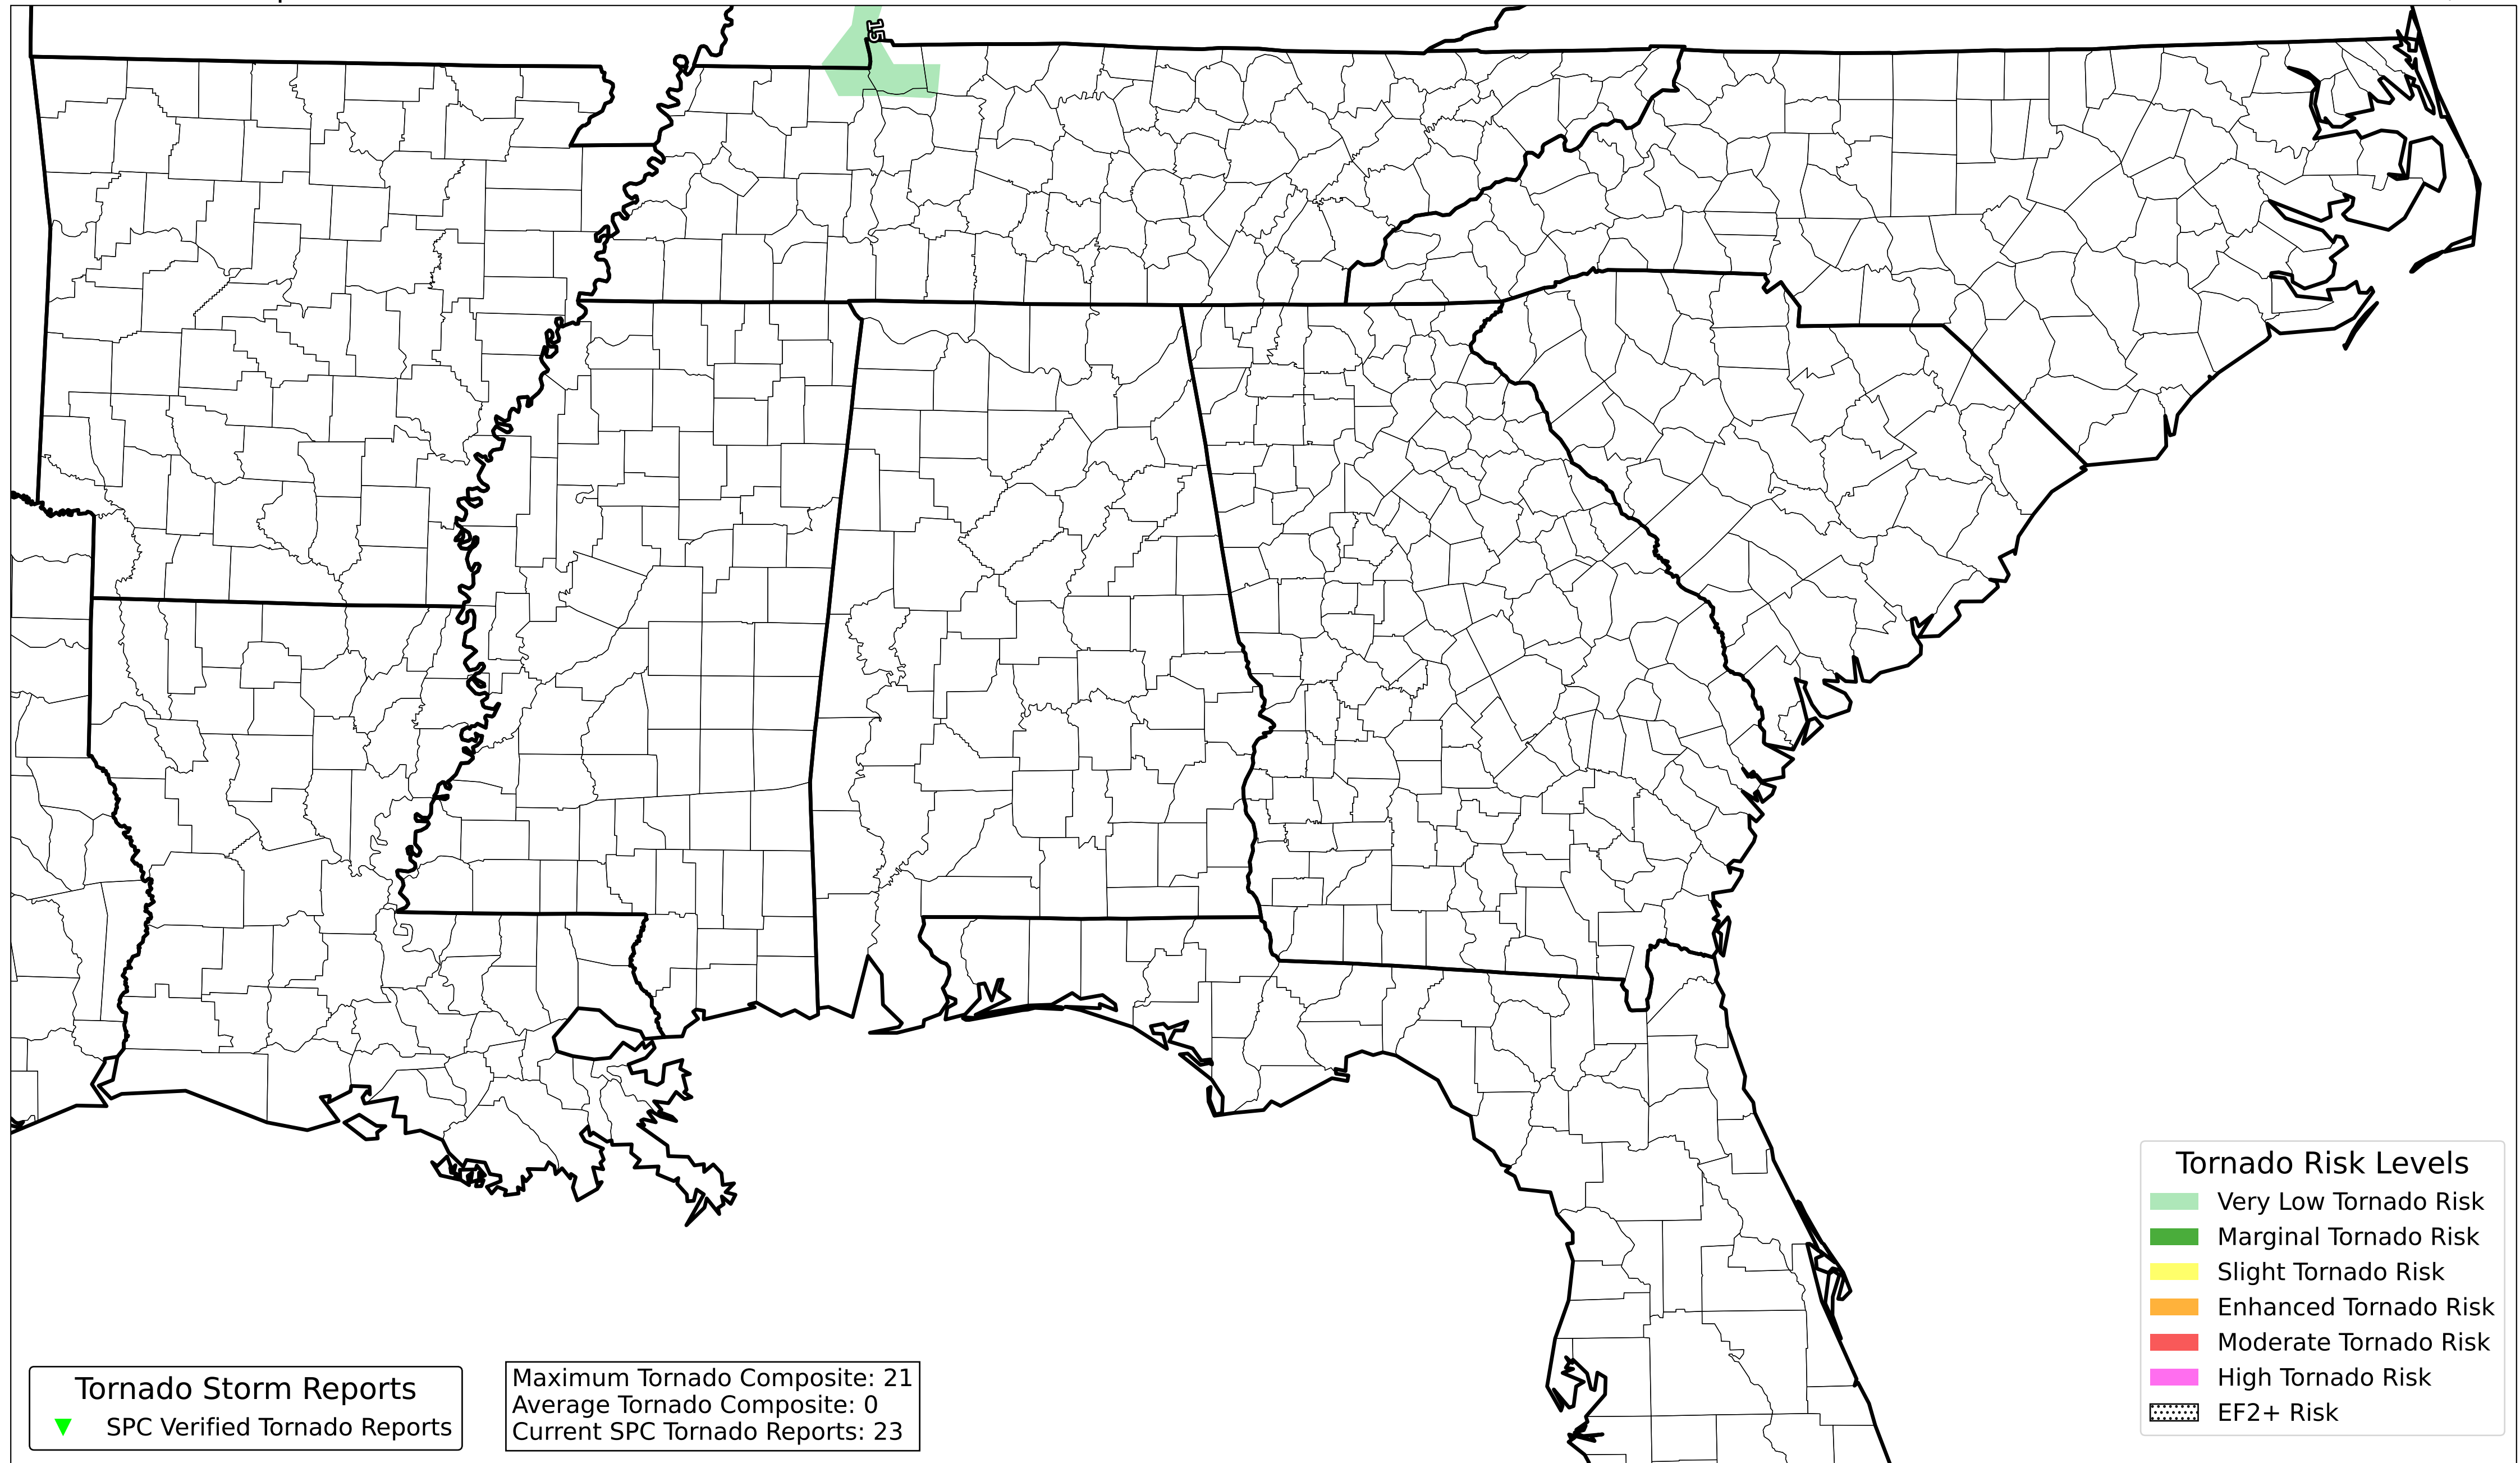 15
Tornado Risk Levels
Very Low Tornado Risk
Marginal Tornado Risk
Slight Tornado Risk
Enhanced Tornado Risk
Moderate Tornado Risk
High Tornado Risk
EF2+ Risk
Tornado Storm Reports
SPC Verified Tornado Reports
Maximum Tornado Composite: 21
Average Tornado Composite: 0
Current SPC Tornado Reports: 23